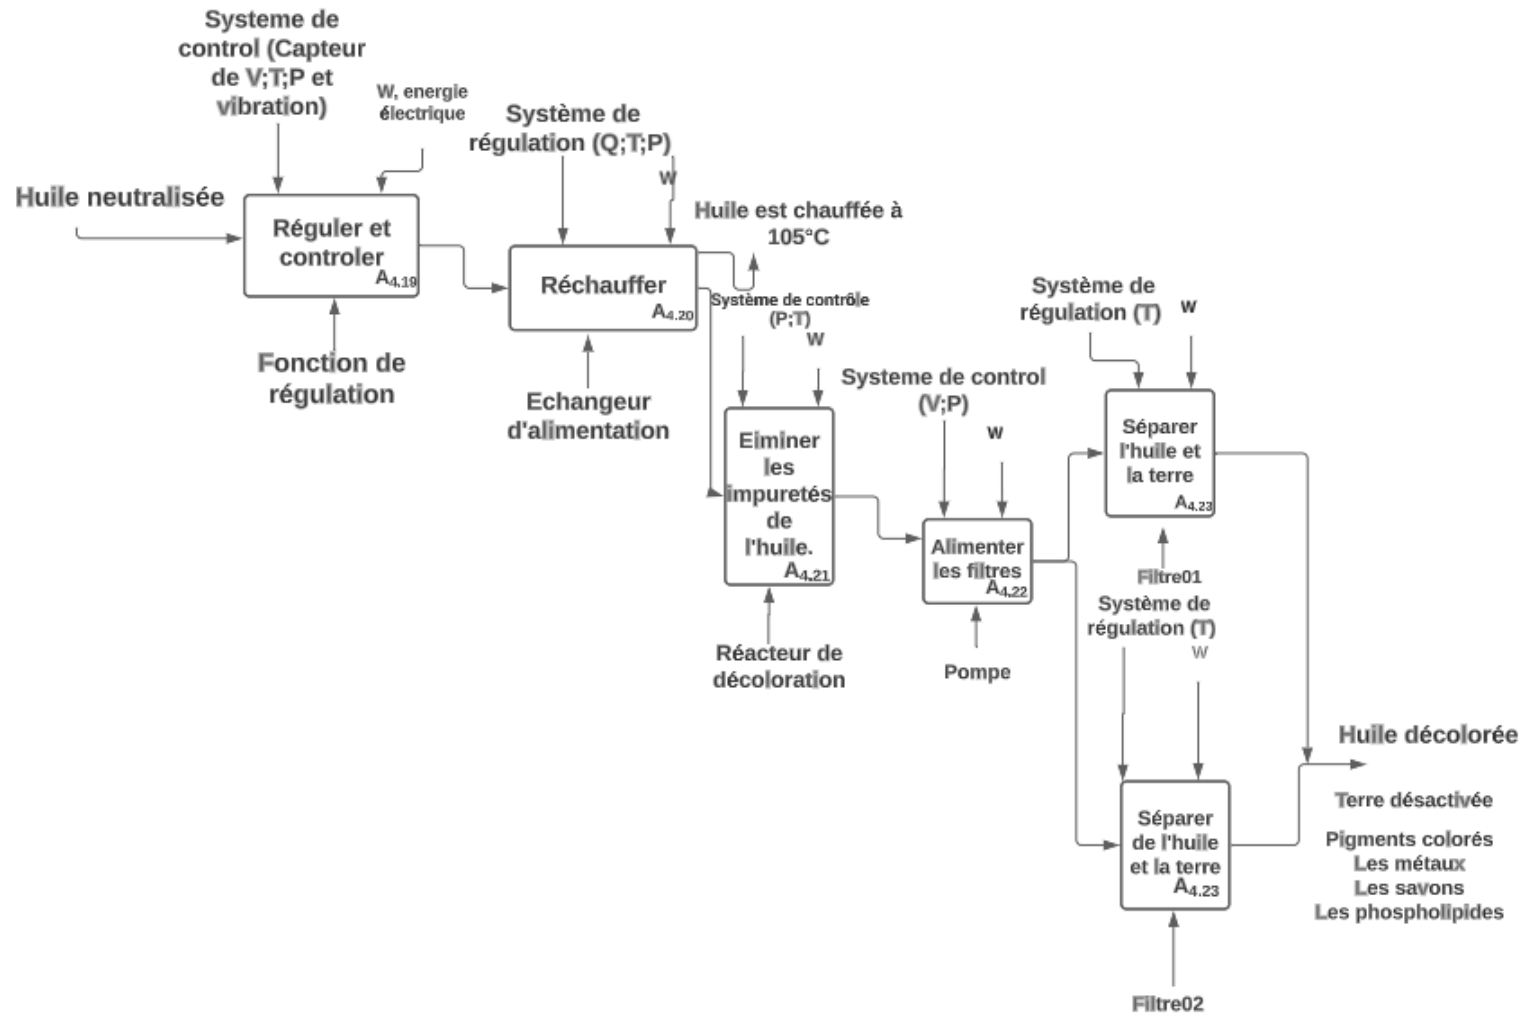 Systeme de
control (Capteur
de V;T;P et
vibration)
W, energie
électrique
Système de
régulation (Q;T;P)
W
Huile neutralisée
Réguler et
controler
A4.19
Fonction de
régulation
Huile est chauffée à
105°C
Réchauffer
A4.20
Echangeur
d'alimentation
Système de contrôle
(P;T)
W
Eiminer
les
impuretés
de
l'huile.
A4.21
Réacteur de
décoloration
Systeme de control
(V;P)
W
Alimenter
les filtres
A4.22
Pompe
Système de
régulation (T)
W
Séparer
l'huile et
la terre
A4.23
Filtre01
Système de
régulation (T)
W
Séparer
de l'huile
et la terre
A4.23
Filtre02
Huile décolorée
Terre désactivée
Pigments colorés
Les métaux
Les savons
Les phospholipides